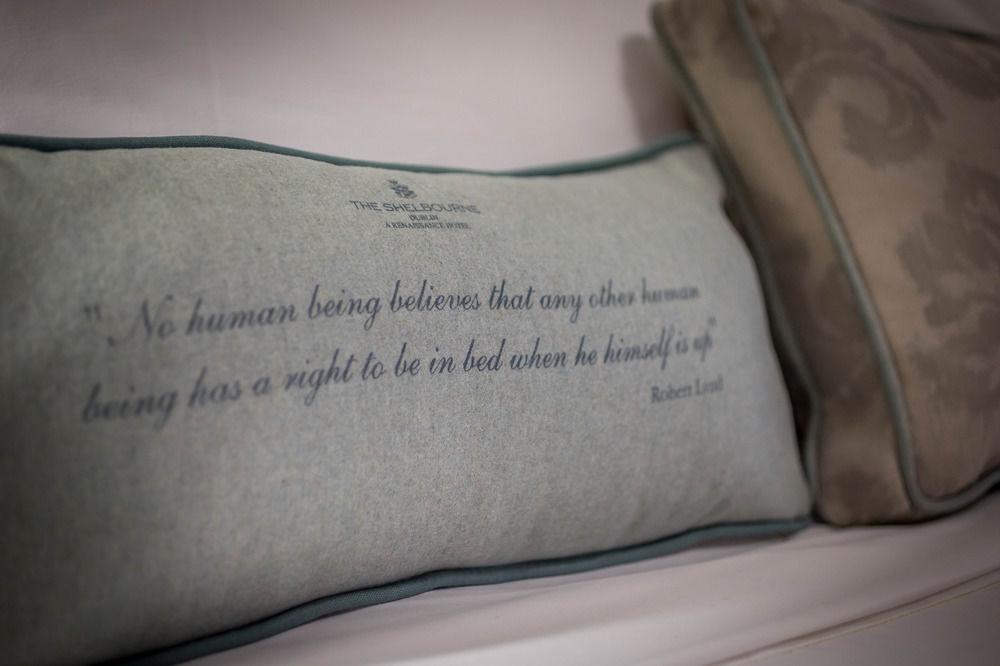 THE SHELBOURNE
DUBLIN
A RENAISSANCE HOTEL
" No human being believes that any other human
being has a right to be in bed when he himself is up"
Robert Lynd